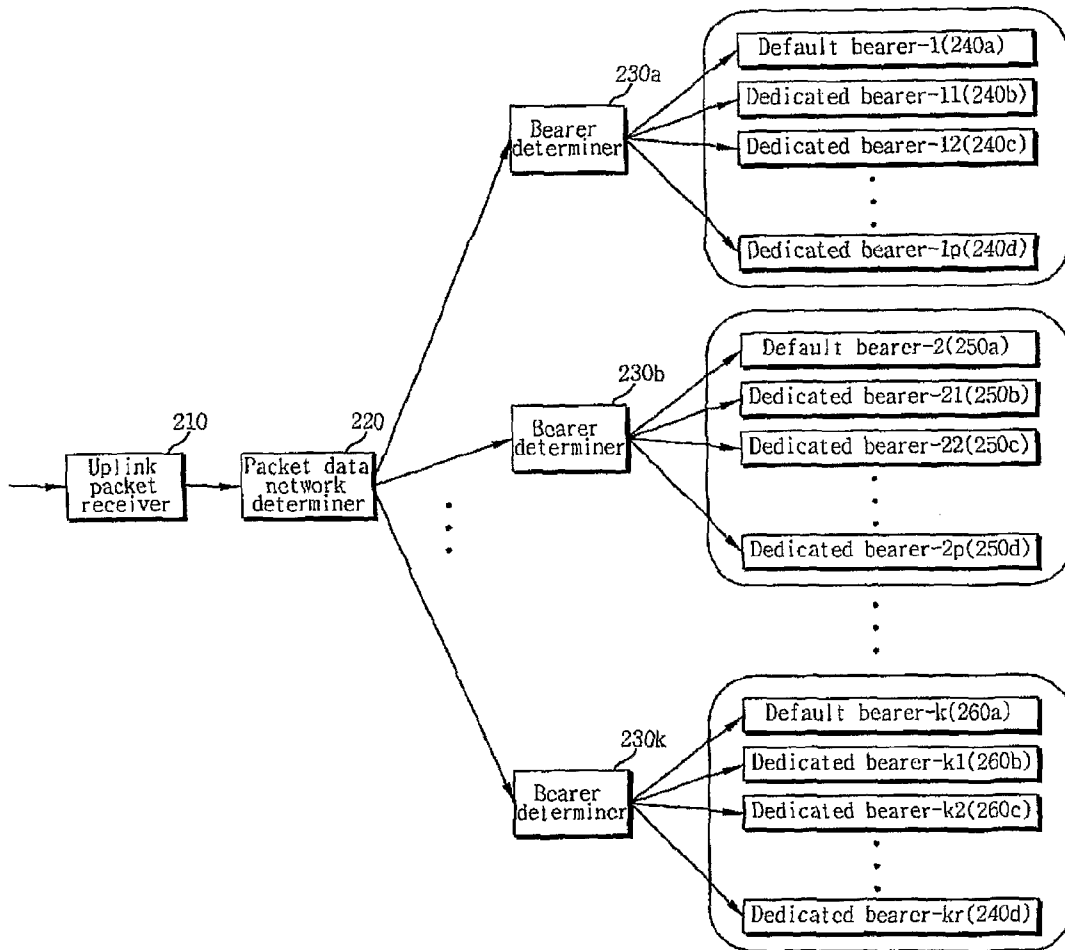 230a
Bearer
determiner
Default bearer-1(240a)
Dedicated bearer-11(240b)
Dedicated bearer-12(240c)
Dedicated bearer-1p(240d)
210
Uplink
packet
receiver
220
Packet data
network
determiner
230b
Bearer
determiner
Default bearer-2(250a)
Dedicated bearer-21(250b)
Dedicated bearer-22(250c)
Dedicated bearer-2p(250d)
230k
Bearer
determiner
Default bearer-k(260a)
Dedicated bearer-k1(260b)
Dedicated bearer-k2(260c)
Dedicated bearer-kr(240d)